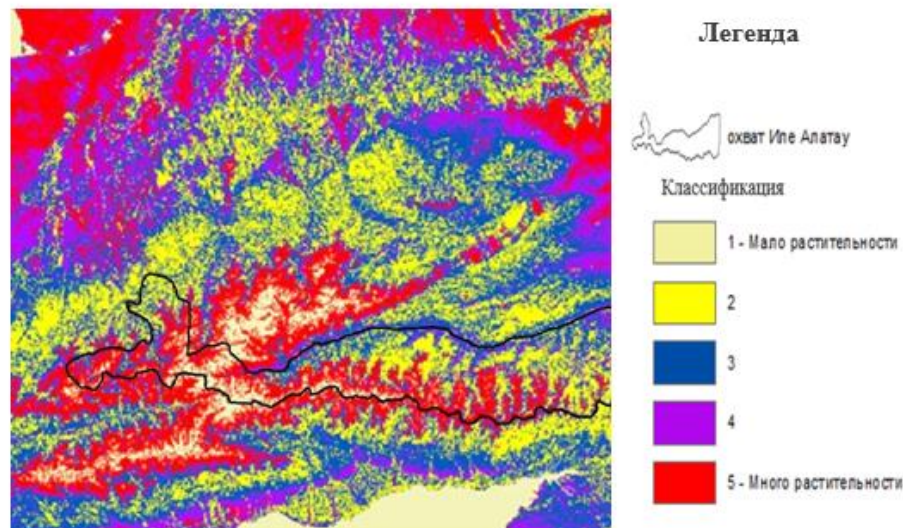 Легенда
охват Иле Алатау
Классификация
1 - Мало растительности
2
3
4
5 - Много растительности